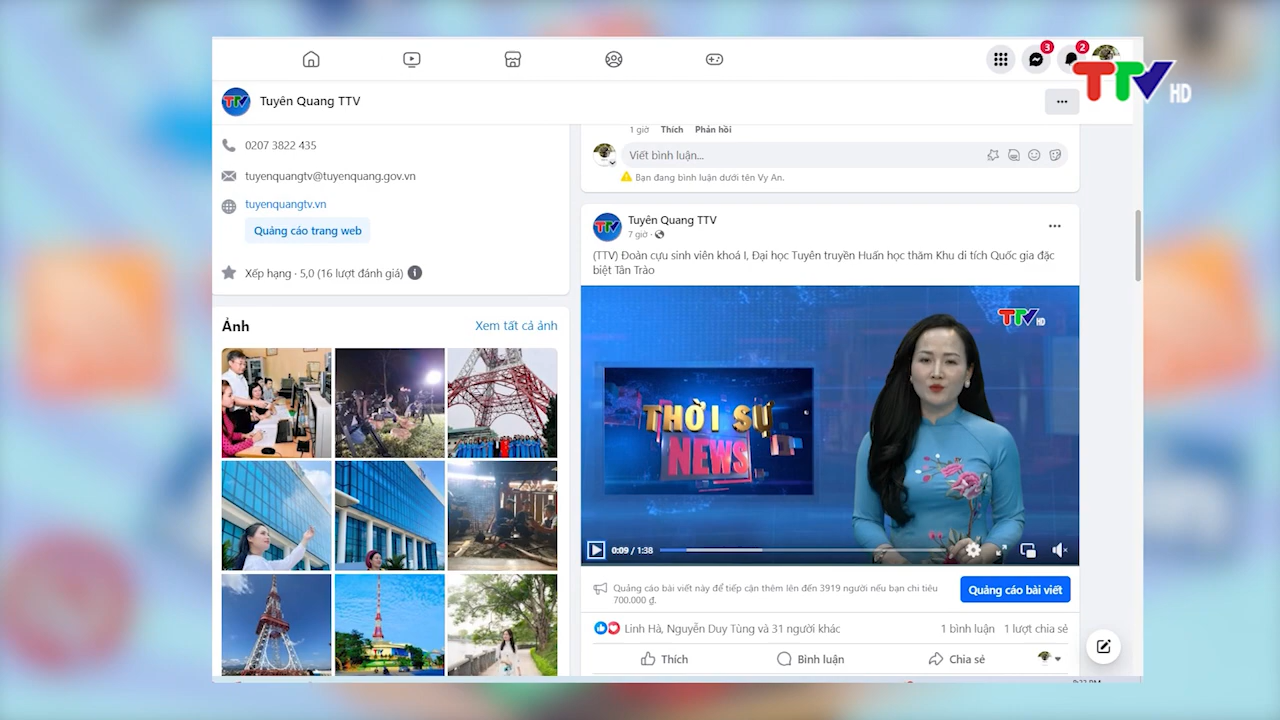 3
2
TTV HD
TTV
Tuyên Quang TTV
0207 3822 435
tuyenquangtv@tuyenquang.gov.vn
tuyenquangtv.vn
Quảng cáo trang web
Xếp hạng · 5,0 (16 lượt đánh giá)
Ảnh
Xem tất cả ảnh
1 giờ Thích Phản hồi
Viết bình luận...
Bạn đang bình luận dưới tên Vy An.
TTV
Tuyên Quang TTV
7 giờ ·
(TTV) Đoàn cựu sinh viên khoá I, Đại học Tuyên truyền Huấn học thăm Khu di tích Quốc gia đặc
biệt Tân Trào
TTV HD
THỜI SỰ
NEWS
0:09 / 1:38
Quảng cáo bài viết này để tiếp cận thêm lên đến 3919 người nếu bạn chi tiêu
700.000 ₫.
Quảng cáo bài viết
Linh Hà, Nguyễn Duy Tùng và 31 người khác
1 bình luận 1 lượt chia sẻ
Thích
Bình luận
Chia sẻ